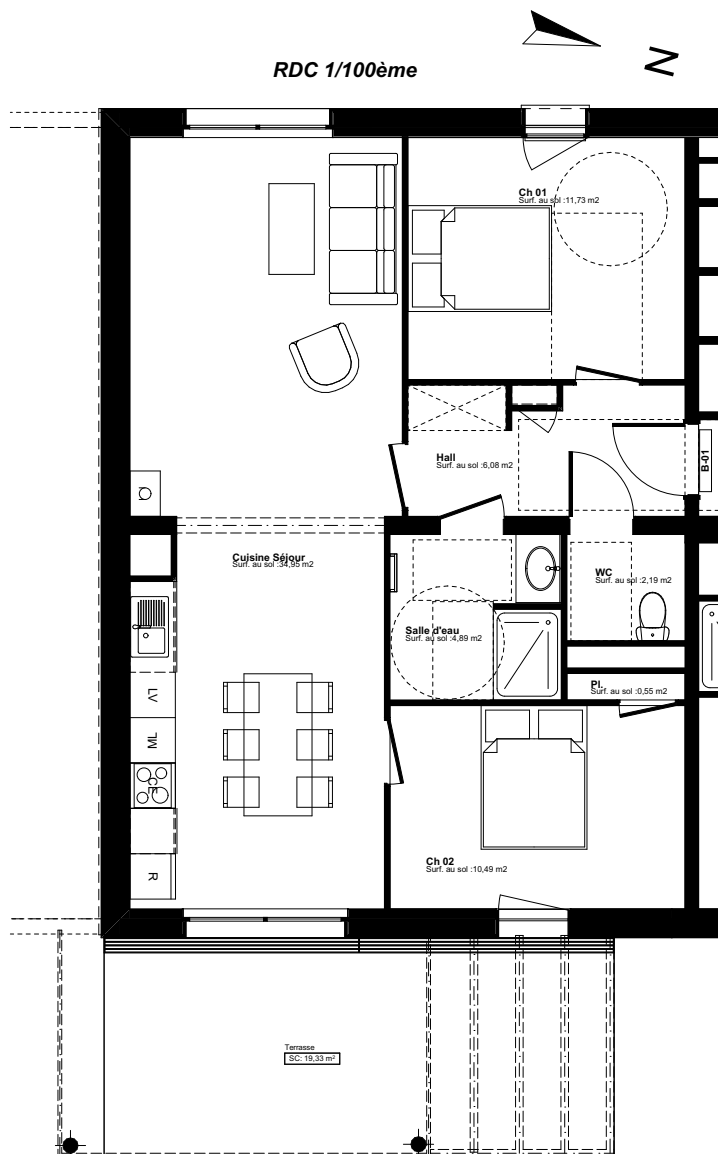 RDC 1/100ème
N
Ch 01
Surf. au sol :11,73 m2
Hall
Surf. au sol :6,08 m2
B-01
Cuisine Séjour
Surf. au sol :34,95 m2
WC
Surf. au sol :2,19 m2
Salle d'eau
Surf. au sol :4,89 m2
Pl.
Surf. au sol :0,55 m2
LV
ML
CE
R
Ch 02
Surf. au sol :10,49 m2
Terrasse
SC: 19,33 m²